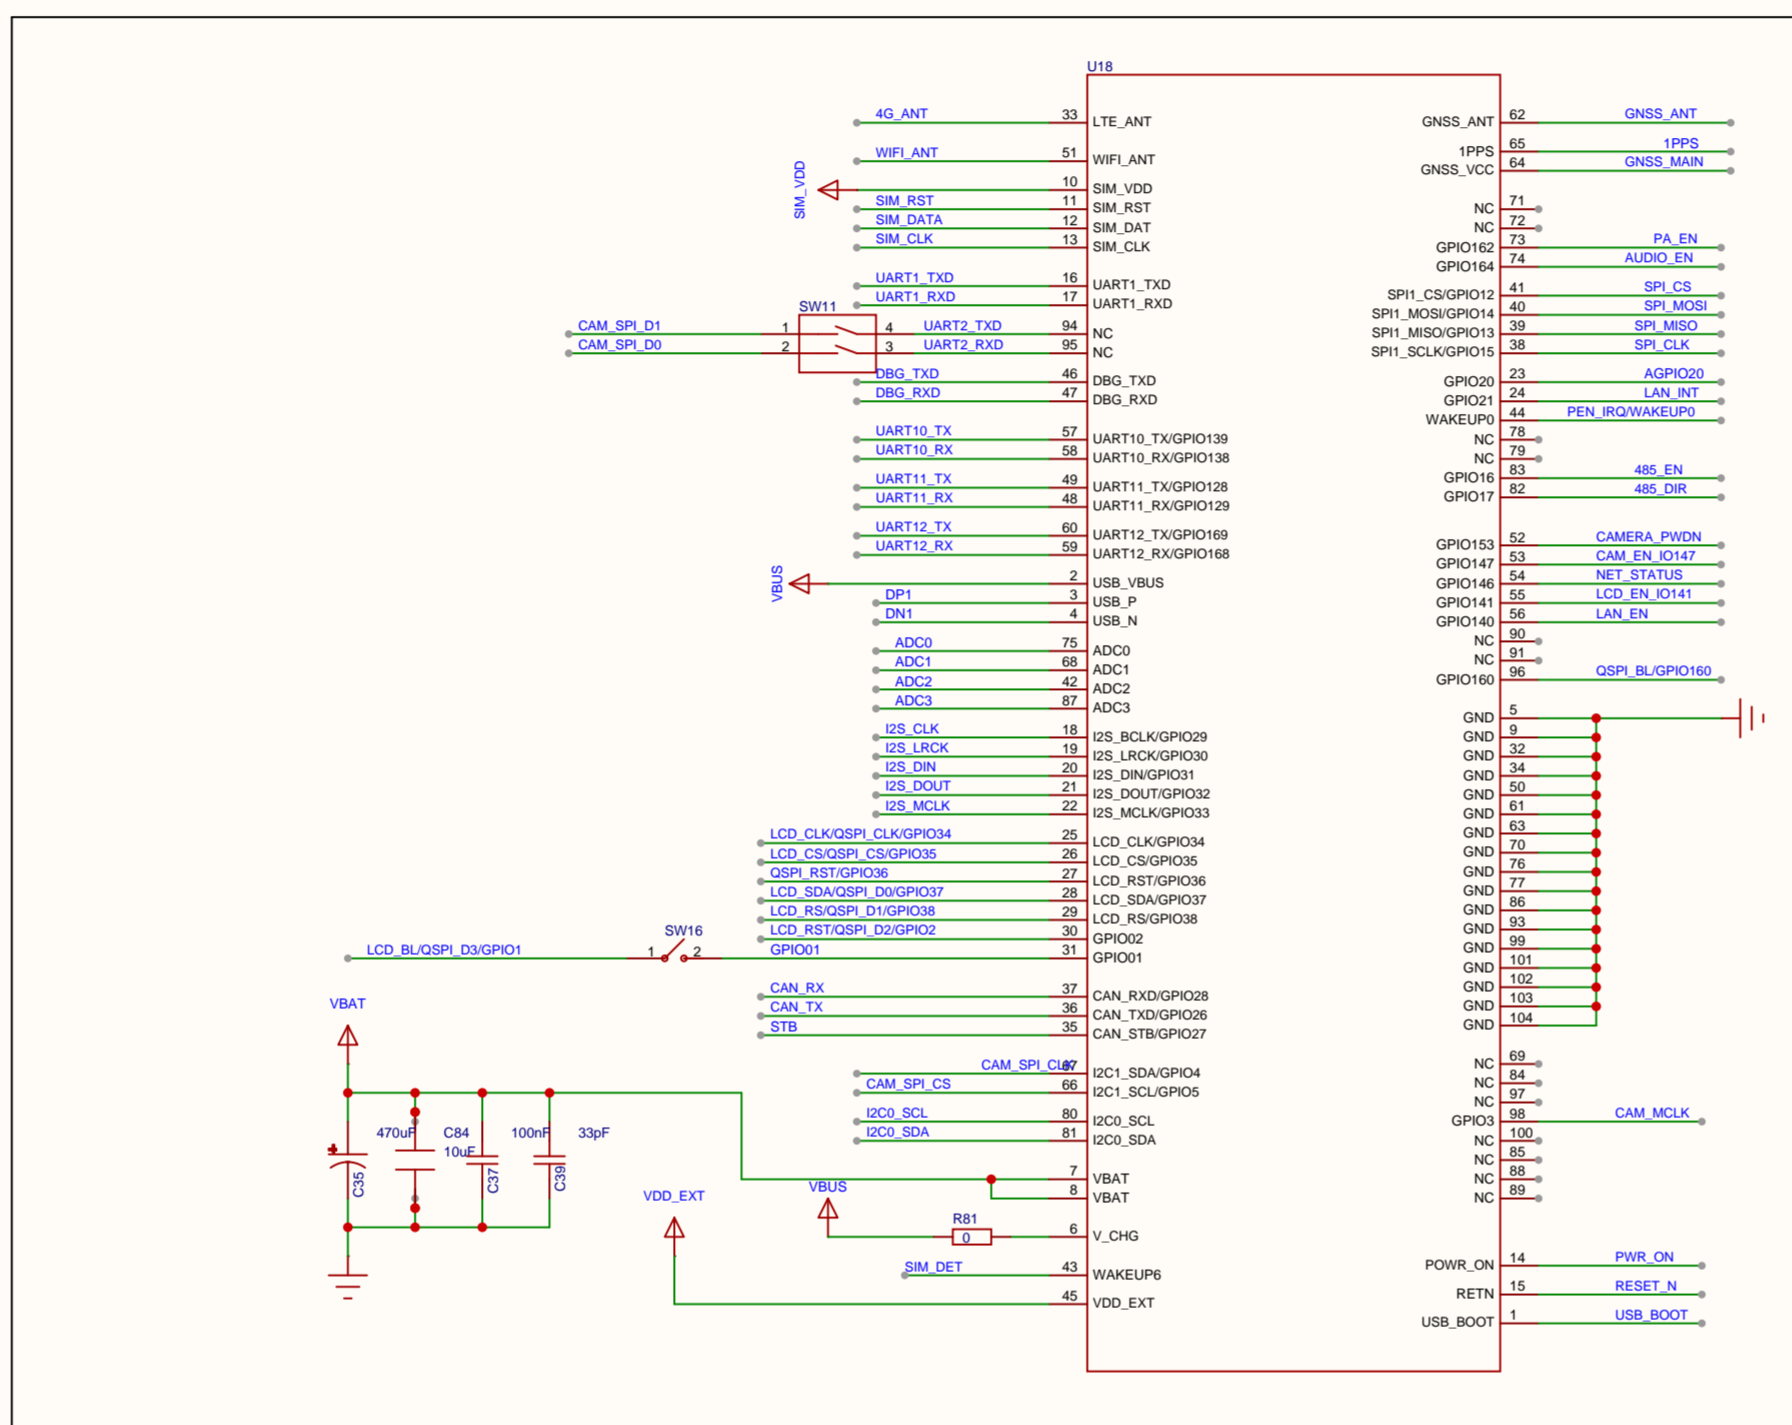 U18
4G_ANT 33 LTE_ANT GNSS_ANT 62 GNSS_ANT
1PPS 65 1PPS
WIFI_ANT 51 WIFI_ANT
GNSS_VCC 64 GNSS_MAIN
SIM_VDD 10 SIM_VDD
SIM_RST 11 SIM_RST NC 71
SIM_DATA 12 SIM_DAT NC 72
SIM_CLK 13 SIM_CLK GPIO162 73 PA_EN
GPIO164 74 AUDIO_EN
UART1_TXD 16 UART1_TXD
SPI1_CS/GPIO12 41 SPI_CS
UART1_RXD 17 UART1_RXD
SW11
SPI1_MOSI/GPIO14 40 SPI_MOSI
CAM_SPI_D1 1 4 UART2_TXD 94 NC SPI1_MISO/GPIO13 39 SPI_MISO
CAM_SPI_D0 2 3 UART2_RXD 95 NC SPI1_SCLK/GPIO15 38 SPI_CLK
DBG_TXD 46 DBG_TXD GPIO20 23 AGPIO20
DBG_RXD 47 DBG_RXD GPIO21 24 LAN_INT
WAKEUP0 44 PEN_IRQ/WAKEUP0
UART10_TX 57 UART10_TX/GPIO139 NC 78
UART10_RX 58 UART10_RX/GPIO138 NC 79
GPIO16 83 485_EN
UART11_TX 49 UART11_TX/GPIO128
GPIO17 82 485_DIR
UART11_RX 48 UART11_RX/GPIO129
UART12_TX 60 UART12_TX/GPIO169
GPIO153 52 CAMERA_PWDN
UART12_RX 59 UART12_RX/GPIO168
GPIO147 53 CAM_EN_IO147
VBUS 2 USB_VBUS GPIO146 54 NET_STATUS
DP1 3 USB_P GPIO141 55 LCD_EN_IO141
DN1 4 USB_N GPIO140 56 LAN_EN
NC 90
ADC0 75 ADC0
NC 91
ADC1 68 ADC1
GPIO160 96 QSPI_BL/GPIO160
ADC2 42 ADC2
ADC3 87 ADC3
GND 5
I2S_CLK 18 I2S_BCLK/GPIO29 GND 9
I2S_LRCK 19 I2S_LRCK/GPIO30 GND 32
I2S_DIN 20 I2S_DIN/GPIO31 GND 34
I2S_DOUT 21 I2S_DOUT/GPIO32 GND 50
I2S_MCLK 22 I2S_MCLK/GPIO33 GND 61
GND 63
LCD_CLK/QSPI_CLK/GPIO34 25 LCD_CLK/GPIO34
GND 70
LCD_CS/QSPI_CS/GPIO35 26 LCD_CS/GPIO35
GND 76
QSPI_RST/GPIO36 27 LCD_RST/GPIO36
GND 77
LCD_SDA/QSPI_D0/GPIO37 28 LCD_SDA/GPIO37
GND 86
LCD_RS/QSPI_D1/GPIO38 29 LCD_RS/GPIO38
GND 93
SW16
LCD_RST/QSPI_D2/GPIO2 30 GPIO02
GND 99
LCD_BL/QSPI_D3/GPIO1 1 2 GPIO01 31 GPIO01
GND 101
GND 102
CAN_RX 37 CAN_RXD/GPIO28
GND 103
VBAT
CAN_TX 36 CAN_TXD/GPIO26
GND 104
STB 35 CAN_STB/GPIO27
NC 69
CAM_SPI_CLK 67 I2C1_SDA/GPIO4
NC 84
CAM_SPI_CS 66 I2C1_SCL/GPIO5
NC 97
I2C0_SCL 80 I2C0_SCL GPIO3 98 CAM_MCLK
I2C0_SDA 81 I2C0_SDA NC 100
470uF C84 100nF 33pF
10uF
NC 85
C35 C37 C39
7 VBAT NC 88
VDD_EXT VBUS 8 VBAT NC 89
R81
0 6 V_CHG
POWR_ON 14 PWR_ON
SIM_DET 43 WAKEUP6
RETN 15 RESET_N
45 VDD_EXT
USB_BOOT 1 USB_BOOT